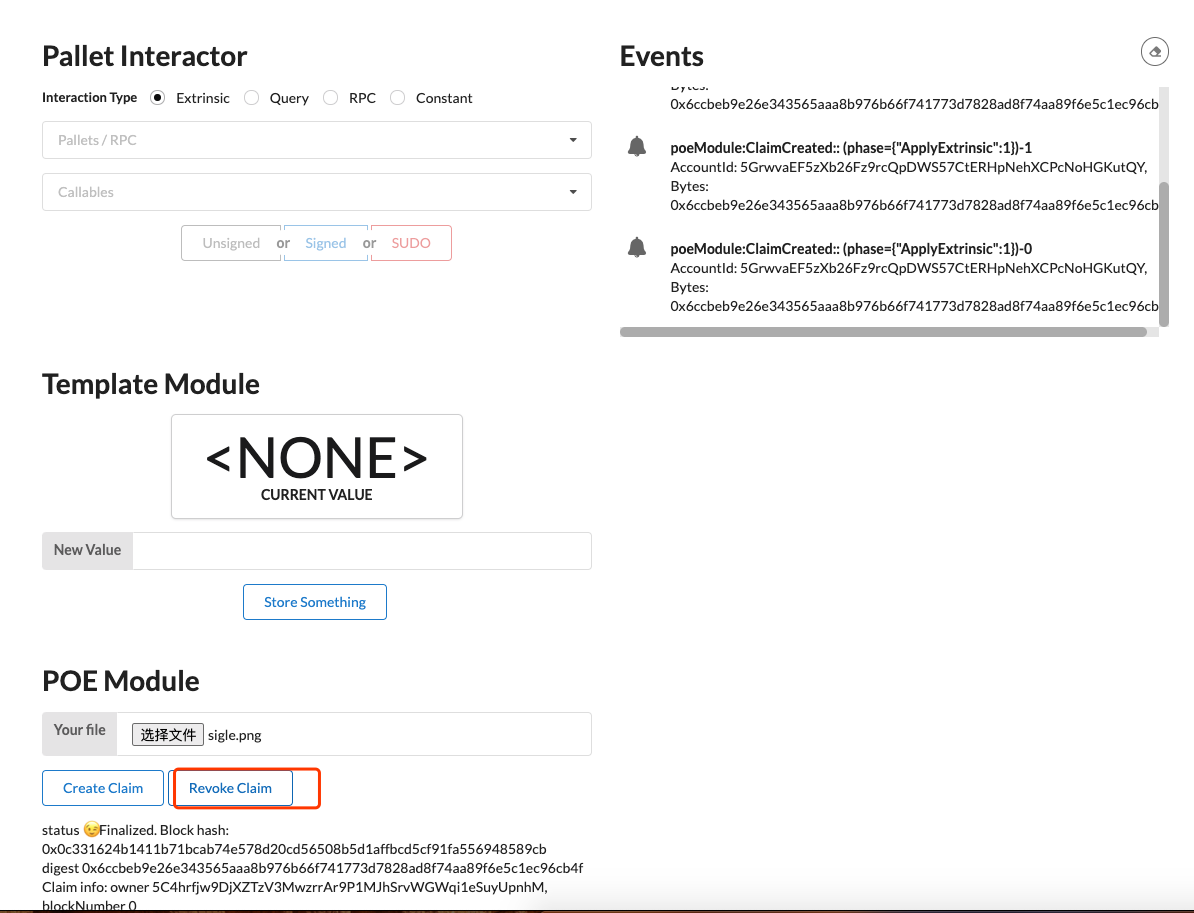 Pallet Interactor
Interaction Type Extrinsic Query RPC Constant
Pallets / RPC
Callables
Unsigned or Signed or SUDO
Events
Bytes:
0x6ccbeb9e26e343565aaa8b976b66f741773d7828ad8f74aa89f6e5c1ec96cb
poeModule:ClaimCreated:: (phase={"ApplyExtrinsic":1})-1
AccountId: 5GrwvaEF5zXb26Fz9rcQpDWS57CtERHpNehXCPcNoHGKutQY,
Bytes:
0x6ccbeb9e26e343565aaa8b976b66f741773d7828ad8f74aa89f6e5c1ec96cb
poeModule:ClaimCreated:: (phase={"ApplyExtrinsic":1})-0
AccountId: 5GrwvaEF5zXb26Fz9rcQpDWS57CtERHpNehXCPcNoHGKutQY,
Bytes:
0x6ccbeb9e26e343565aaa8b976b66f741773d7828ad8f74aa89f6e5c1ec96cb
Template Module
<NONE>
CURRENT VALUE
New Value
Store Something
POE Module
Your file 选择文件 sigle.png
Create Claim Revoke Claim
status 😉Finalized. Block hash:
0x0c331624b1411b71bcab74e578d20cd56508b5d1affbcd5cf91fa556948589cb
digest 0x6ccbeb9e26e343565aaa8b976b66f741773d7828ad8f74aa89f6e5c1ec96cb4f
Claim info: owner 5C4hrfjw9DjXZTzV3MwzrrAr9P1MJhSrvWGWqi1eSuyUpnhM,
blockNumber 0